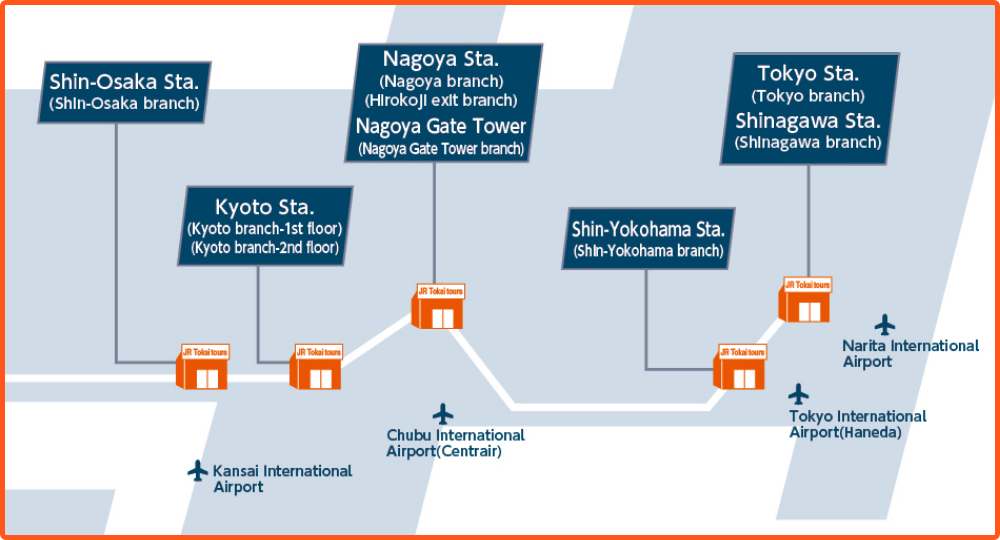 Shin-Osaka Sta.
(Shin-Osaka branch)
Nagoya Sta.
(Nagoya branch)
(Hirokoji exit branch)
Nagoya Gate Tower
(Nagoya Gate Tower branch)
Tokyo Sta.
(Tokyo branch)
Shinagawa Sta.
(Shinagawa branch)
Kyoto Sta.
(Kyoto branch-1st floor)
(Kyoto branch-2nd floor)
Shin-Yokohama Sta.
(Shin-Yokohama branch)
JR Tokai tours
JR Tokai tours
JR Tokai tours
JR Tokai tours
JR Tokai tours
Narita International
Airport
Tokyo International
Airport(Haneda)
Chubu International
Airport(Centrair)
Kansai International
Airport